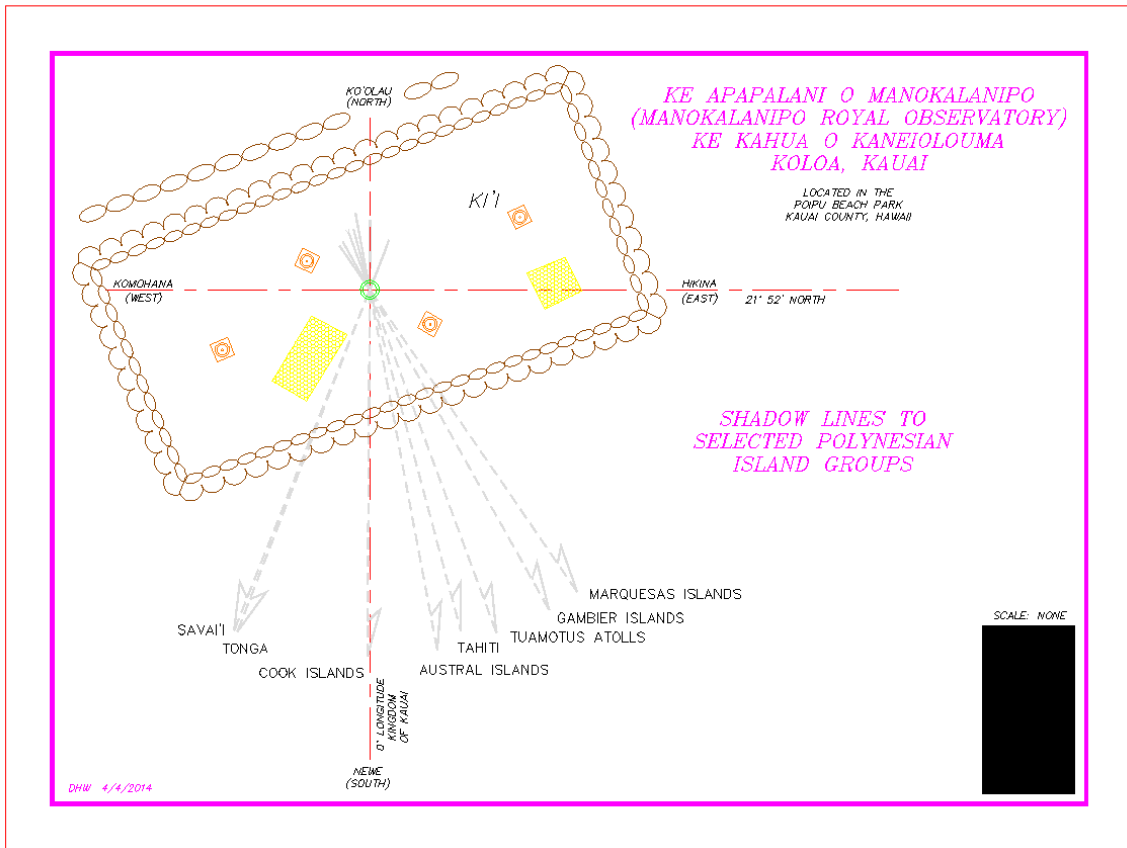 KO'OLAU
(NORTH)
KE APAPALANI O MANOKALANIPO
(MANOKALANIPO ROYAL OBSERVATORY)
KE KAHUA O KANEIOLOUMA
KOLOA, KAUAI
LOCATED IN THE
POIPU BEACH PARK
KAUAI COUNTY, HAWAII
KI'I
KOMOHANA
(WEST)
HIKINA
(EAST)
21° 52' NORTH
SHADOW LINES TO
SELECTED POLYNESIAN
ISLAND GROUPS
MARQUESAS ISLANDS
GAMBIER ISLANDS
TUAMOTUS ATOLLS
TAHITI
AUSTRAL ISLANDS
SAVAI'I
TONGA
COOK ISLANDS
0° LONGITUDE
KINGDOM
OF KAUAI
NEWE
(SOUTH)
SCALE: NONE
DHW 4/4/2014